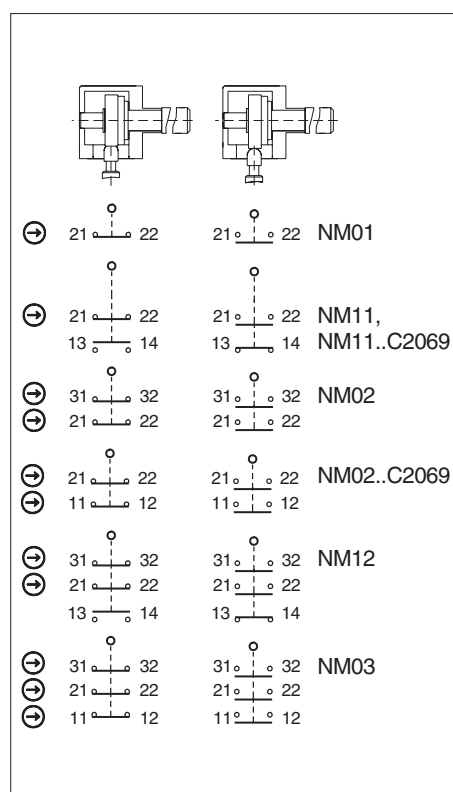 21 22 21 22 NM01
21 22 21 22 NM11,
13 14 13 14 NM11..C2069
31 32 31 32 NM02
21 22 21 22
21 22 21 22 NM02..C2069
11 12 11 12
31 32 31 32 NM12
21 22 21 22
13 14 13 14
31 32 31 32 NM03
21 22 21 22
11 12 11 12